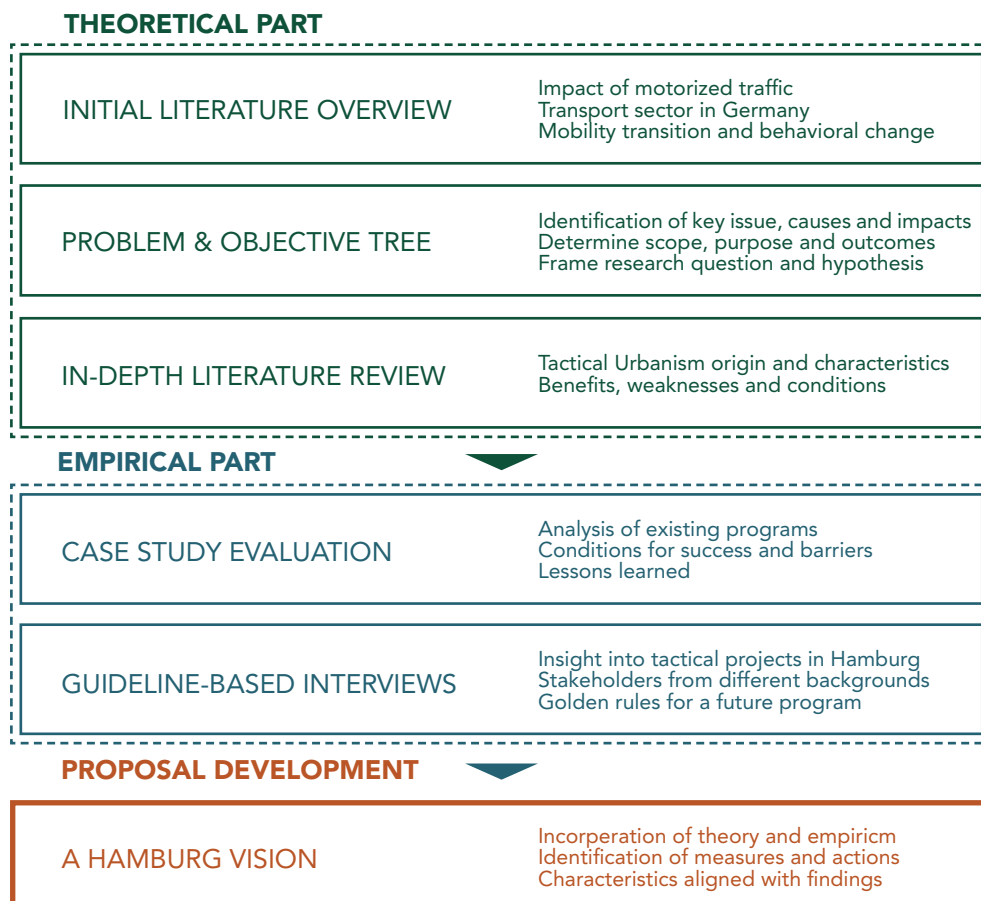 THEORETICAL PART
INITIAL LITERATURE OVERVIEW
Impact of motorized traffic
Transport sector in Germany
Mobility transition and behavioral change
PROBLEM & OBJECTIVE TREE
Identification of key issue, causes and impacts
Determine scope, purpose and outcomes
Frame research question and hypothesis
IN-DEPTH LITERATURE REVIEW
Tactical Urbanism origin and characteristics
Benefits, weaknesses and conditions
EMPIRICAL PART
CASE STUDY EVALUATION
Analysis of existing programs
Conditions for success and barriers
Lessons learned
GUIDELINE-BASED INTERVIEWS
Insight into tactical projects in Hamburg
Stakeholders from different backgrounds
Golden rules for a future program
PROPOSAL DEVELOPMENT
A HAMBURG VISION
Incorperation of theory and empiricm
Identification of measures and actions
Characteristics aligned with findings